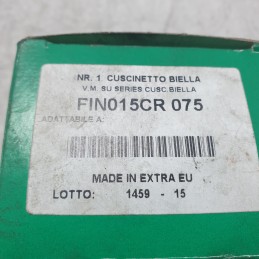 NR. 1 CUSCINETTO BIELLA
V.M. SU SERIES CUSC.BIELLA
FIN015CR 075
ADATTABILE A:
MADE IN EXTRA EU
LOTTO: 1459 - 15